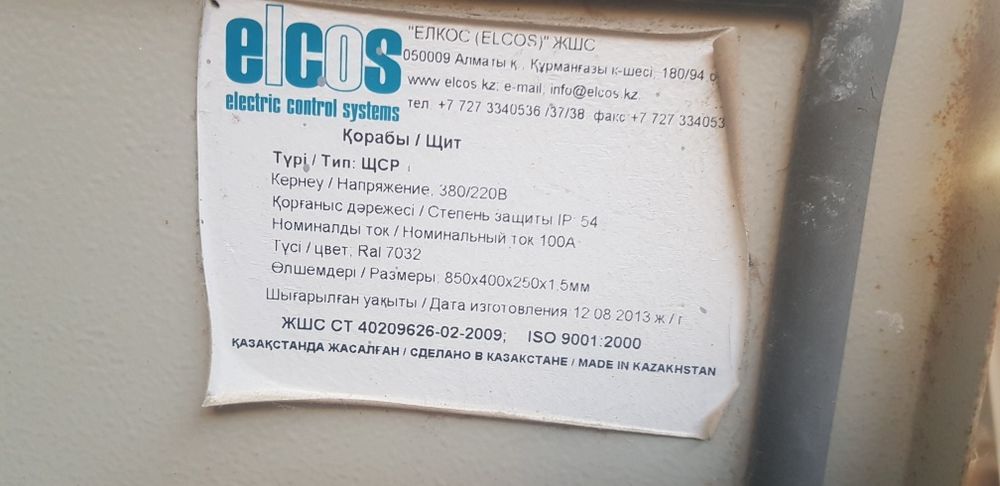 elcos
electric control systems
"ЕЛКОС (ELCOS)" ЖШС
050009 Алматы қ., Құрманғазы к-шесі, 180/94 о
www elcos kz; e-mail, info@elcos.kz,
тел. +7 727 3340536 /37/38, факс +7 727 334053
Қорабы / Щит
Түрі / Тип: ЩСР
Кернеу / Напряжение, 380/220В
Қорғаныс дәрежесі / Степень защиты IP: 54
Номиналды ток / Номинальный ток 100А
Түсі / цвет, Ral 7032
Өлшемдері / Размеры: 850х400х250х1.5мм
Шығарылған уақыты / Дата изготовления 12 08 2013 ж / г
ЖШС СТ 40209626-02-2009; ISO 9001:2000
ҚАЗАҚСТАНДА ЖАСАЛҒАН / СДЕЛАНО В КАЗАКСТАНЕ / MADE IN KAZAKHSTAN